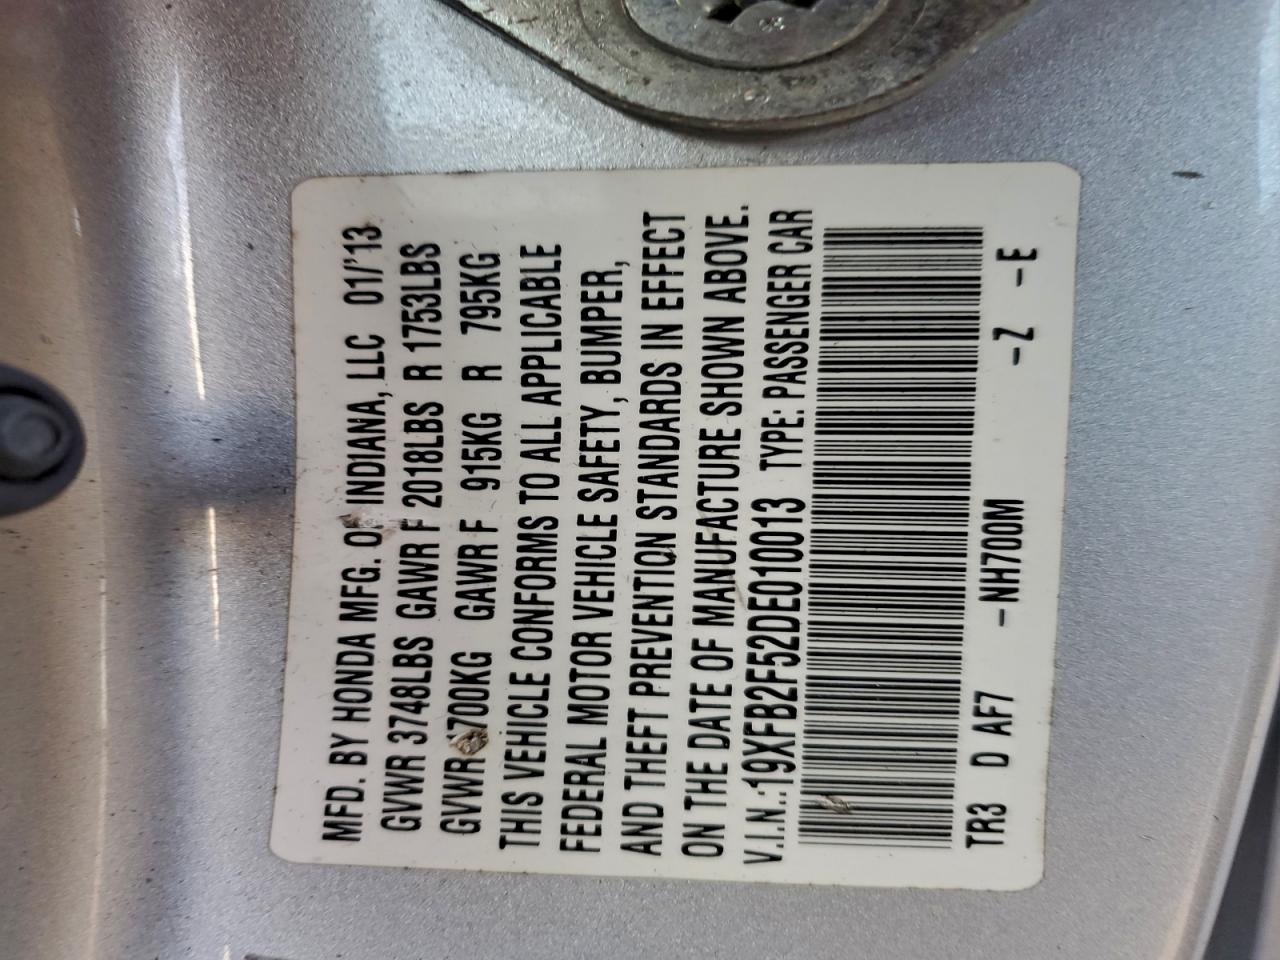 MFD. BY HONDA MFG. OF INDIANA, LLC 01/'13
GVWR 3748LBS GAWR F 2018LBS R 1753LBS
GVWR 1700KG GAWR F 915KG R 795KG
THIS VEHICLE CONFORMS TO ALL APPLICABLE
FEDERAL MOTOR VEHICLE SAFETY, BUMPER,
AND THEFT PREVENTION STANDARDS IN EFFECT
ON THE DATE OF MANUFACTURE SHOWN ABOVE.
V.I.N.:19XFB2F52DE010013 TYPE: PASSENGER CAR
TR3 D AF7 -NH700M -Z -E